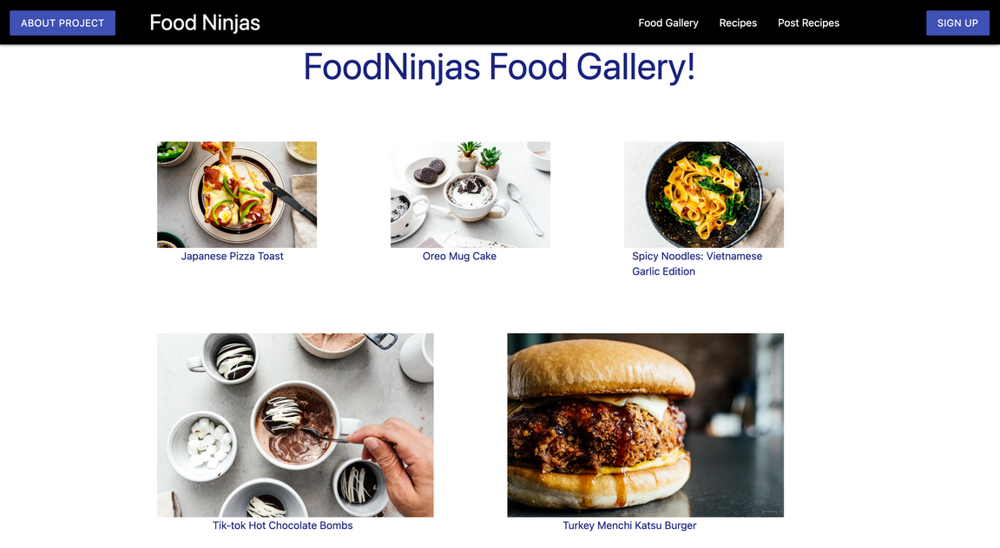 ABOUT PROJECT
Food Ninjas
Food Gallery
Recipes
Post Recipes
SIGN UP
FoodNinjas Food Gallery!
Japanese Pizza Toast
Oreo Mug Cake
Spicy Noodles: Vietnamese
Garlic Edition
Tik-tok Hot Chocolate Bombs
Turkey Menchi Katsu Burger